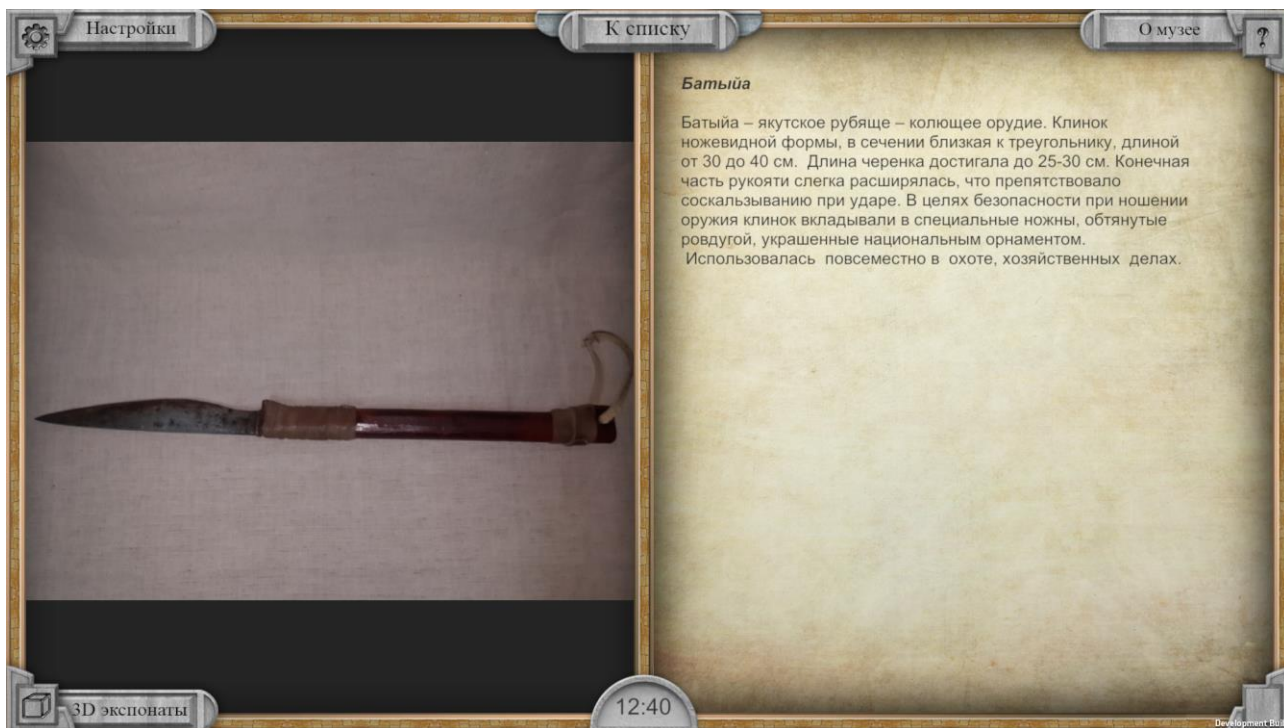 Настройки
К списку
О музее
?
Батыйа
Батыйа – якутское рубяще – колющее орудие. Клинок
ножевидной формы, в сечении близкая к треугольнику, длиной
от 30 до 40 см.  Длина черенка достигала до 25-30 см. Конечная
часть рукояти слегка расширялась, что препятствовало
соскальзыванию при ударе. В целях безопасности при ношении
оружия клинок вкладывали в специальные ножны, обтянутые
ровдугой, украшенные национальным орнаментом.
Использовалась  повсеместно в  охоте, хозяйственных  делах.
3D экспонаты
12:40
Development